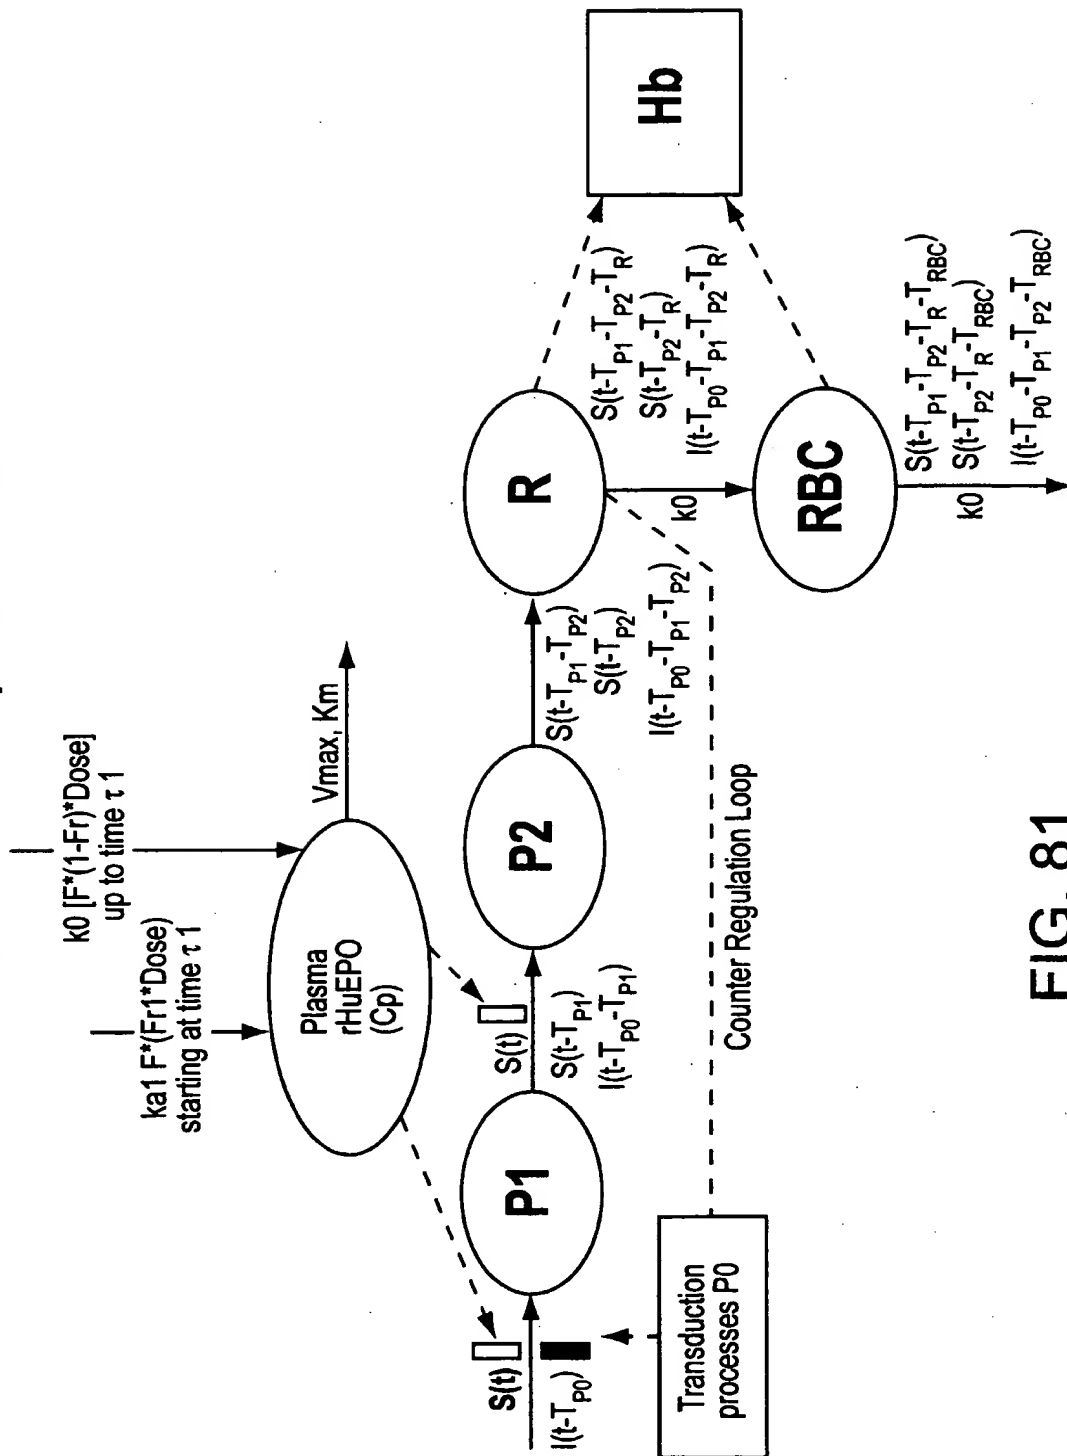 k0 [F*(1-Fr)*Dose]
up to time τ 1
ka1 F*(Fr1*Dose)
starting at time τ 1
Plasma
rHuEPO
(Cp)
Vmax, Km
S(t)
I(t-TP0)
P1
S(t)
S(t-TP1)
I(t-TP0-TP1)
P2
S(t-TP1-TP2)
S(t-TP2)
I(t-TP0-TP1-TP2)
R
S(t-TP1-TP2-TR)
S(t-TP2-TR)
I(t-TP0-TP1-TP2-TR)
k0
Hb
RBC
k0
S(t-TP1-TP2-TR-TRBC)
S(t-TP2-TR-TRBC)
I(t-TP0-TP1-TP2-TRBC)
Transduction
processes P0
Counter Regulation Loop
FIG. 81